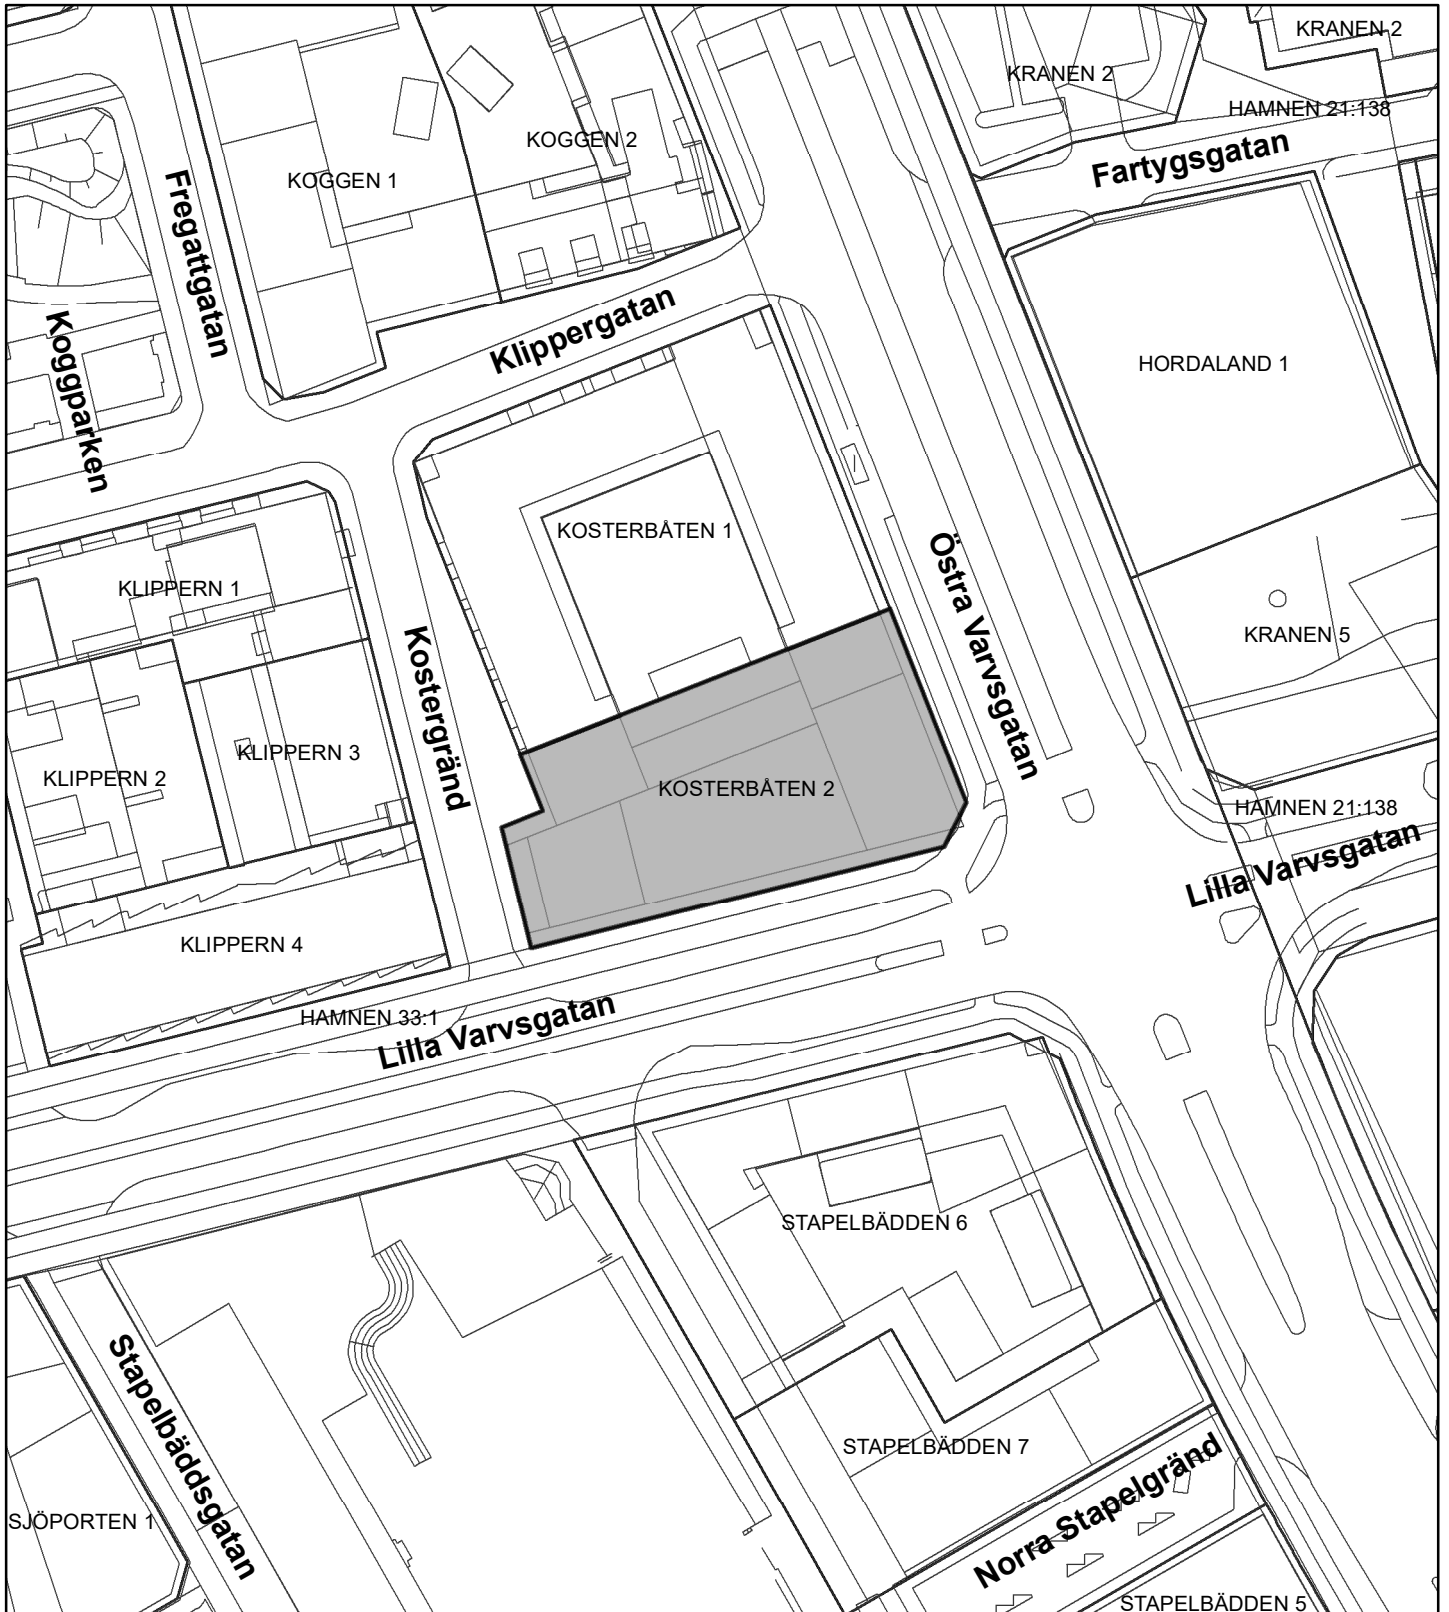 KRANEN 2
KRANEN 2
HAMNEN 21:138
KOGGEN 2
Fartygsgatan
KOGGEN 1
Fregattgatan
Klippergatan
Koggparken
HORDALAND 1
KOSTERBÅTEN 1
KLIPPERN 1
Östra Varvsgatan
KRANEN 5
Kostergränd
KLIPPERN 3
KLIPPERN 2
KOSTERBÅTEN 2
HAMNEN 21:138
Lilla Varvsgatan
KLIPPERN 4
HAMNEN 33:1
Lilla Varvsgatan
STAPELBÄDDEN 6
Stapelbäddsgatan
STAPELBÄDDEN 7
Norra Stapelgränd
SJÖPORTEN 1
STAPELBÄDDEN 5